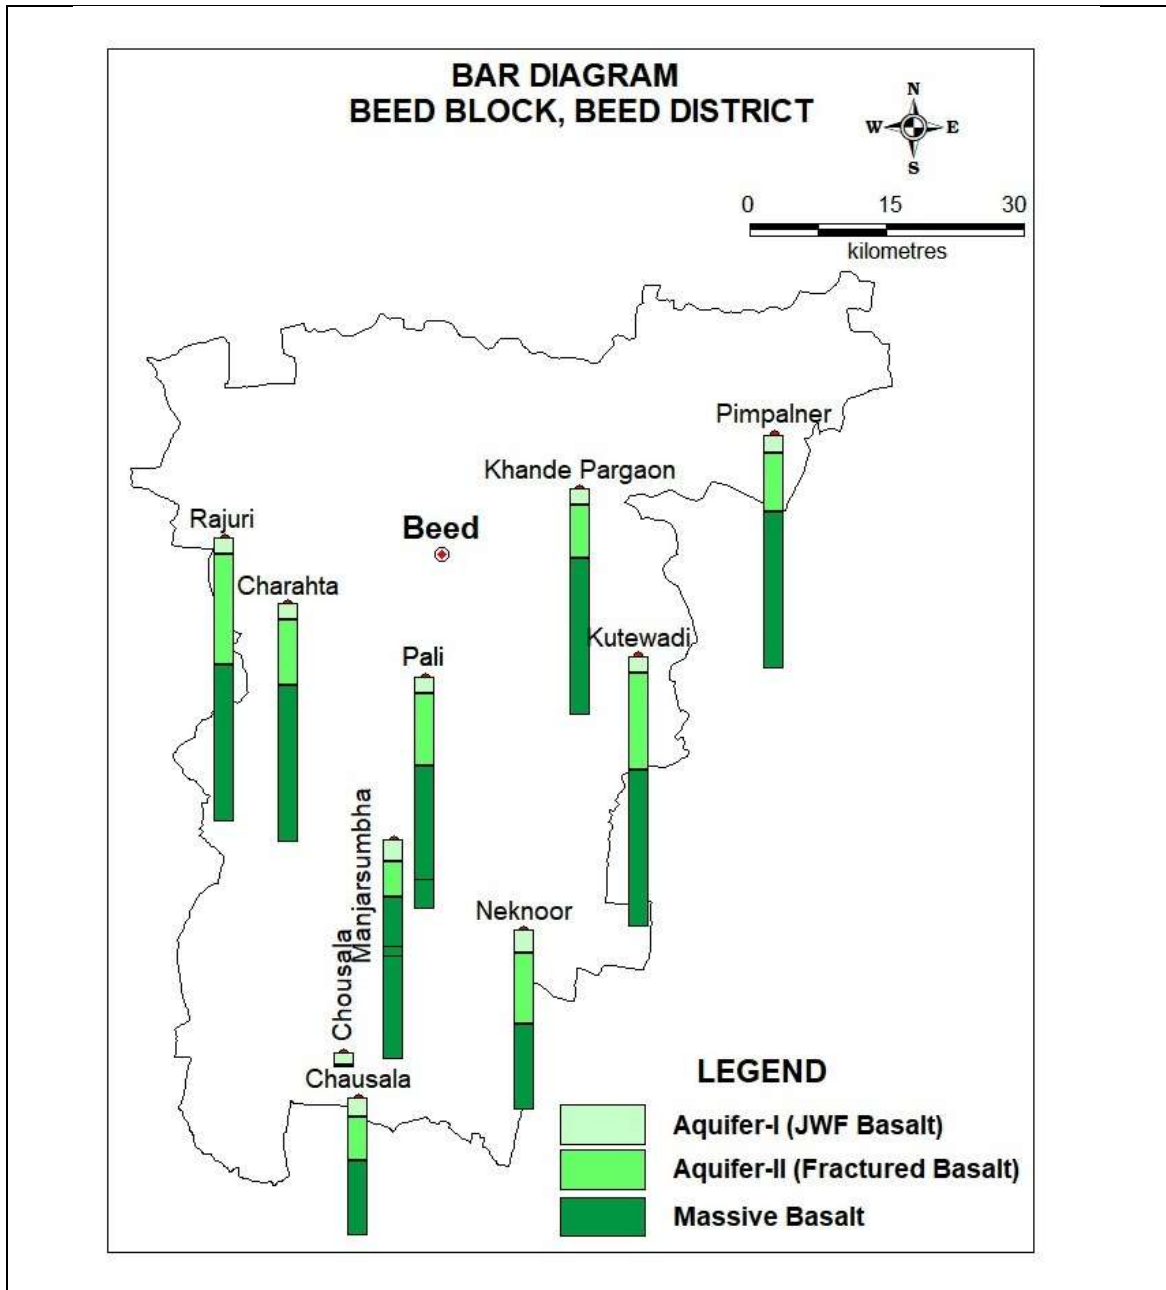 BAR DIAGRAM
BEED BLOCK, BEED DISTRICT
N
W E
S
0 15 30
kilometres
Pimpalner
Khande Pargaon
Rajuri
Beed
Charahta
Kutewadi
Pali
Manjarsumbha
Neknoor
Chousala
Chausala
LEGEND
Aquifer-I (JWF Basalt)
Aquifer-II (Fractured Basalt)
Massive Basalt